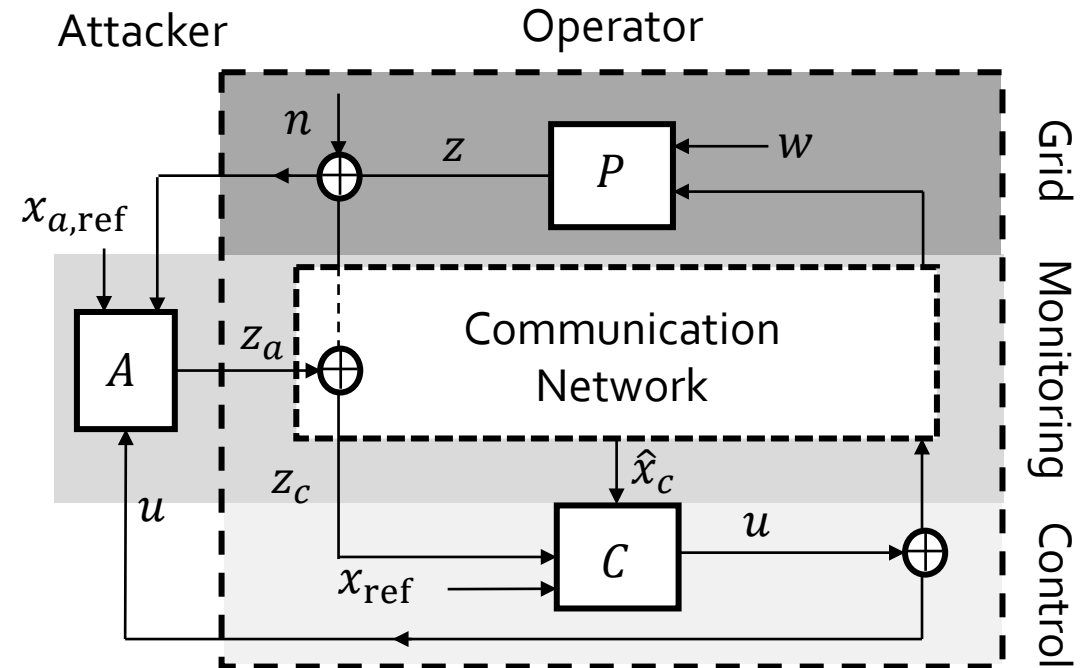 Attacker
Operator
n
z
P
w
Grid
x_{a,ref}
A
z_a
Communication
Network
Monitoring
z_c
x̂_c
u
u
C
x_{ref}
Control